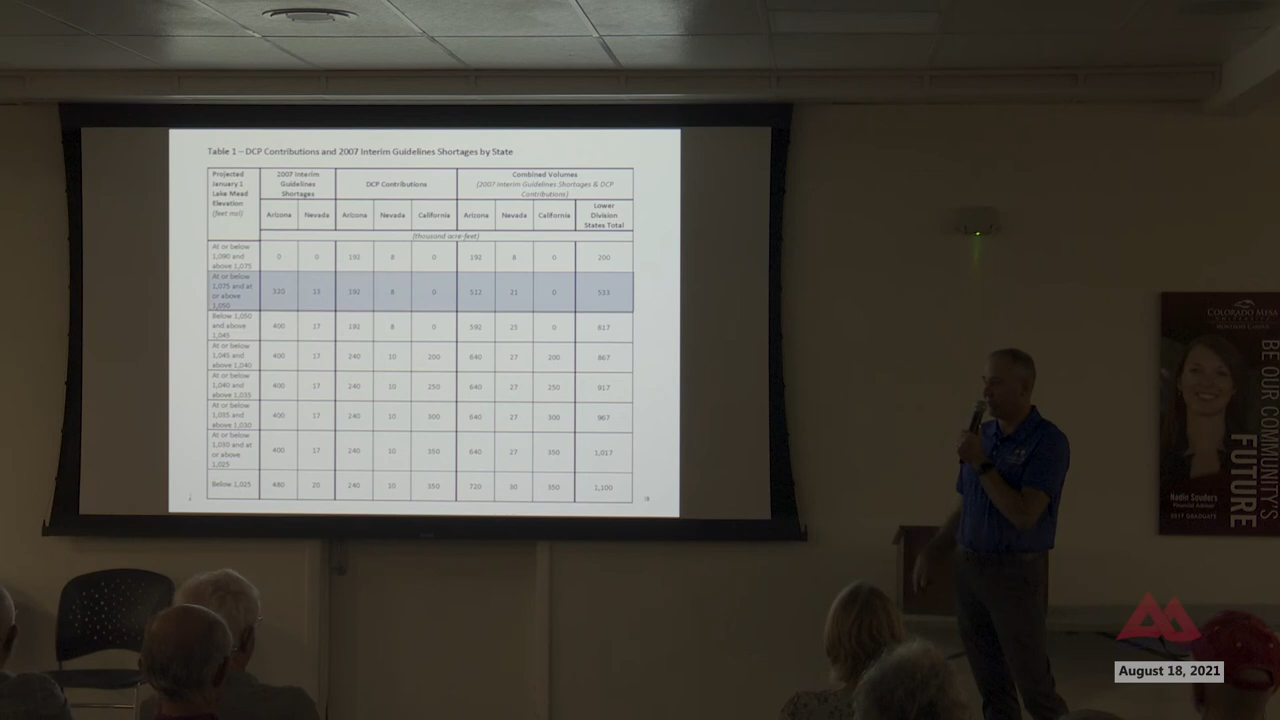 Table 1 – DCP Contributions and 2007 Interim Guidelines Shortages by State
Projected January 1 Lake Mead Elevation (feet msl) | 2007 Interim Guidelines Shortages | DCP Contributions | Combined Volumes (2007 Interim Guidelines Shortages & DCP Contributions)
Arizona | Nevada | Arizona | Nevada | California | Arizona | Nevada | California | Lower Division States Total
(thousand acre-feet)
At or below 1,090 and above 1,075 | 0 | 0 | 192 | 8 | 0 | 192 | 8 | 0 | 200
At or below 1,075 and at or above 1,050 | 320 | 13 | 192 | 8 | 0 | 512 | 21 | 0 | 533
Below 1,050 and above 1,045 | 400 | 17 | 192 | 8 | 0 | 592 | 25 | 0 | 617
At or below 1,045 and above 1,040 | 400 | 17 | 240 | 10 | 200 | 640 | 27 | 200 | 867
At or below 1,040 and above 1,035 | 400 | 17 | 240 | 10 | 250 | 640 | 27 | 250 | 917
At or below 1,035 and above 1,030 | 400 | 17 | 240 | 10 | 300 | 640 | 27 | 300 | 967
At or below 1,030 and at or above 1,025 | 400 | 17 | 240 | 10 | 350 | 640 | 27 | 350 | 1,017
Below 1,025 | 480 | 20 | 240 | 10 | 350 | 720 | 30 | 350 | 1,100
COLORADO MESA
UNIVERSITY
BE OUR COMMUNITY'S
FUTURE
Nadie Souders
Financial Advisor
2017 GRADUATE
August 18, 2021